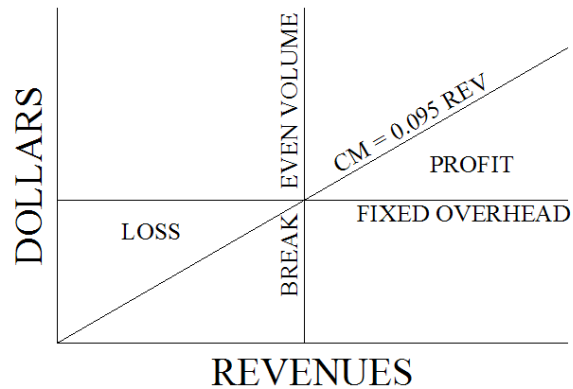 DOLLARS
BREAK EVEN VOLUME
CM = 0.095 REV
PROFIT
FIXED OVERHEAD
LOSS
REVENUES